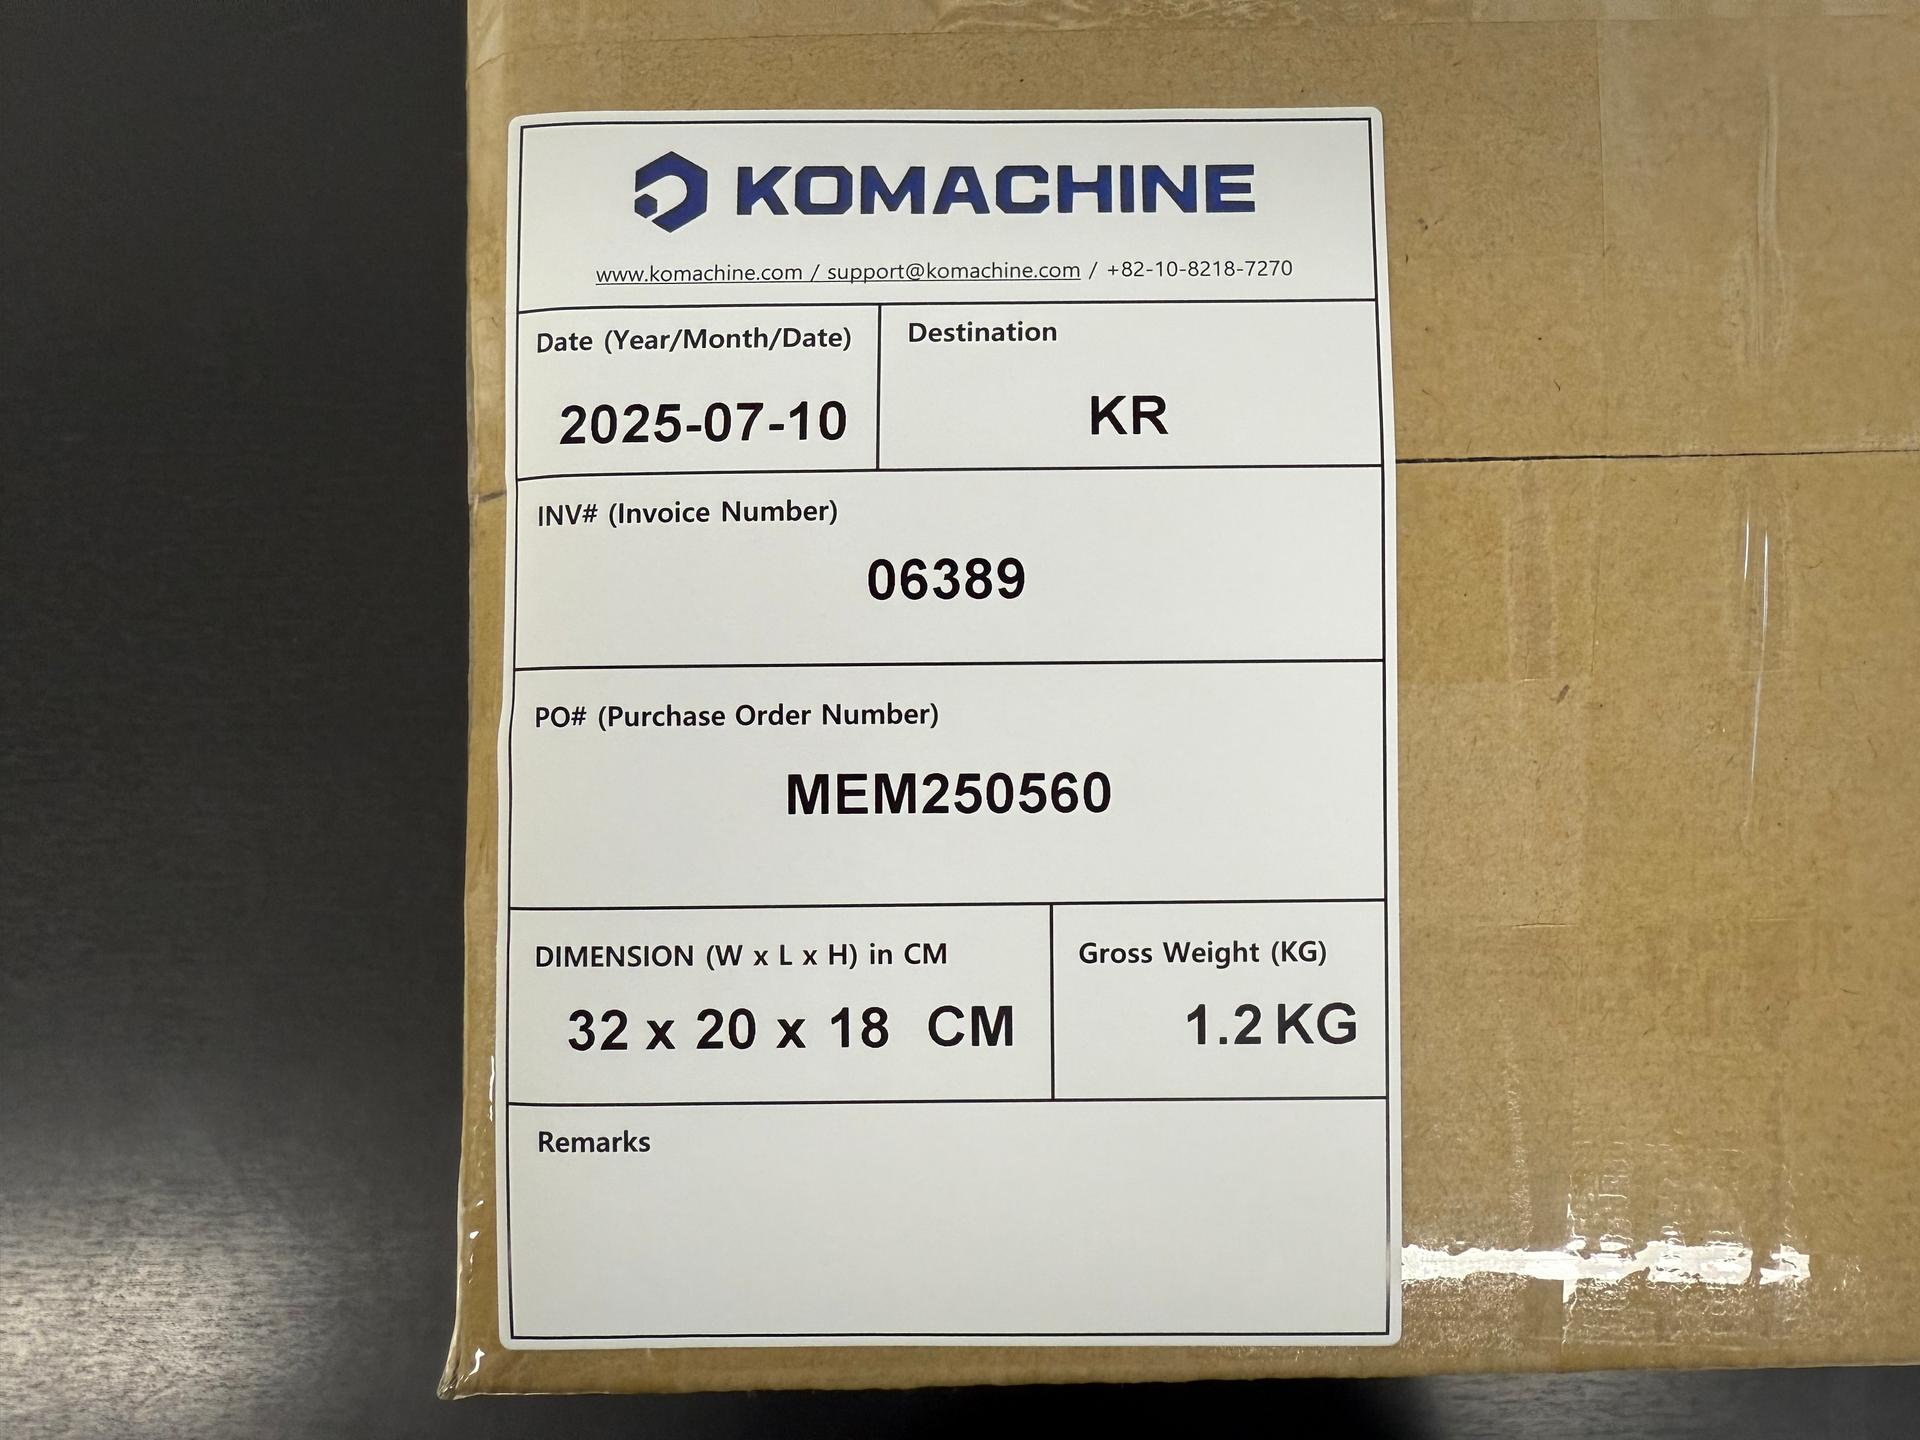 KOMACHINE
www.komachine.com / support@komachine.com / +82-10-8218-7270
Date (Year/Month/Date)
2025-07-10
Destination
KR
INV# (Invoice Number)
06389
PO# (Purchase Order Number)
MEM250560
DIMENSION (W x L x H) in CM
32 x 20 x 18 CM
Gross Weight (KG)
1.2 KG
Remarks